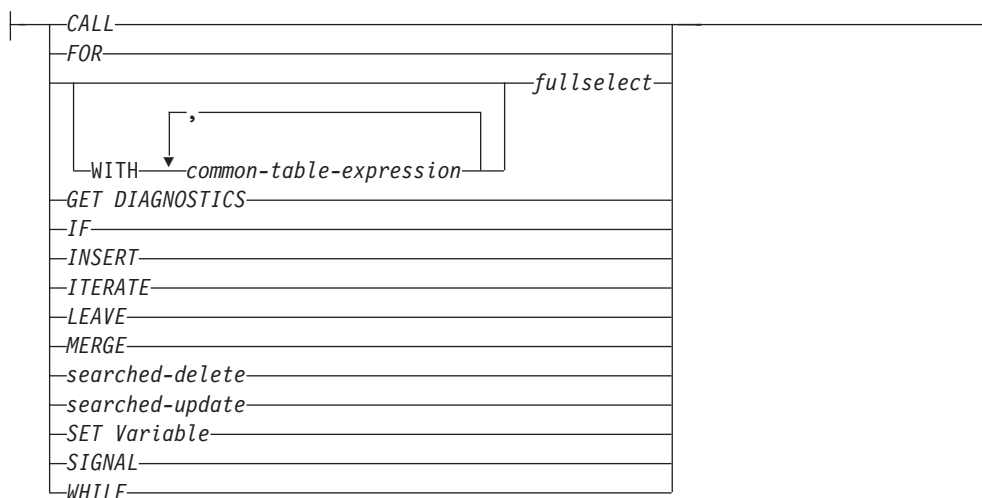 CALL
FOR
fullselect
,
WITH common-table-expression
GET DIAGNOSTICS
IF
INSERT
ITERATE
LEAVE
MERGE
searched-delete
searched-update
SET Variable
SIGNAL
WHILE